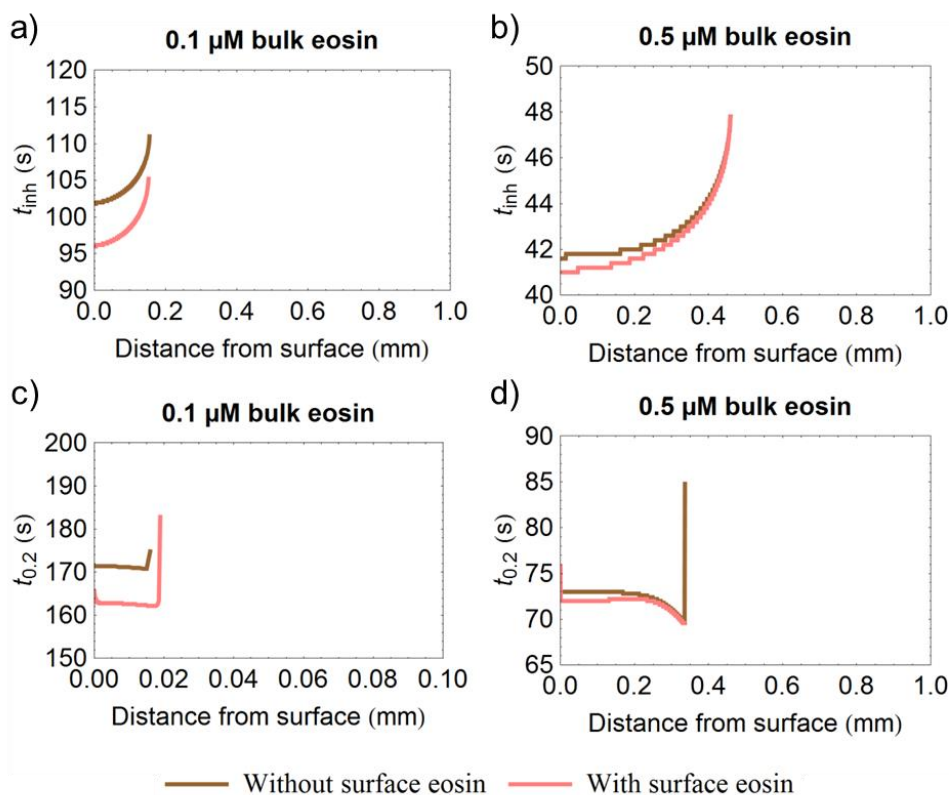 a)
0.1 µM bulk eosin
120
115
110
105
100
95
90
t_inh (s)
0.0 0.2 0.4 0.6 0.8 1.0
Distance from surface (mm)
b)
0.5 µM bulk eosin
50
48
46
44
42
40
t_inh (s)
0.0 0.2 0.4 0.6 0.8 1.0
Distance from surface (mm)
c)
0.1 µM bulk eosin
200
190
180
170
160
150
t_0.2 (s)
0.00 0.02 0.04 0.06 0.08 0.10
Distance from surface (mm)
d)
0.5 µM bulk eosin
90
85
80
75
70
65
t_0.2 (s)
0.0 0.2 0.4 0.6 0.8 1.0
Distance from surface (mm)
Without surface eosin With surface eosin